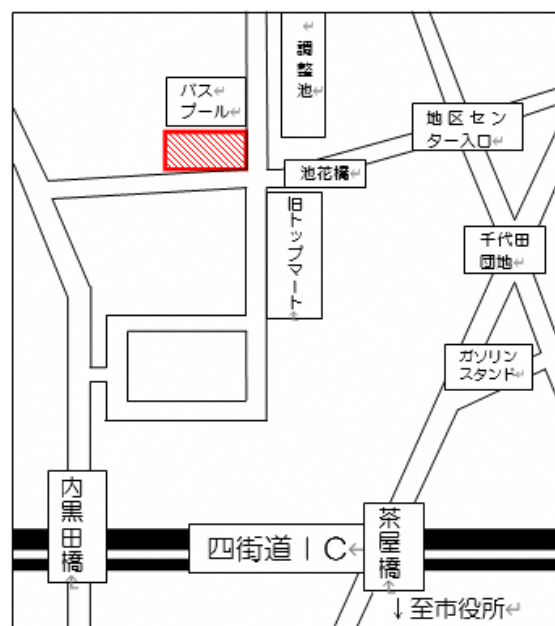 調整池
バス
プール
地区セン
ター入口
池花橋
旧トップマート
千代田
団地
ガソリン
スタンド
内黒田橋
四街道IC
茶屋橋
↓至市役所